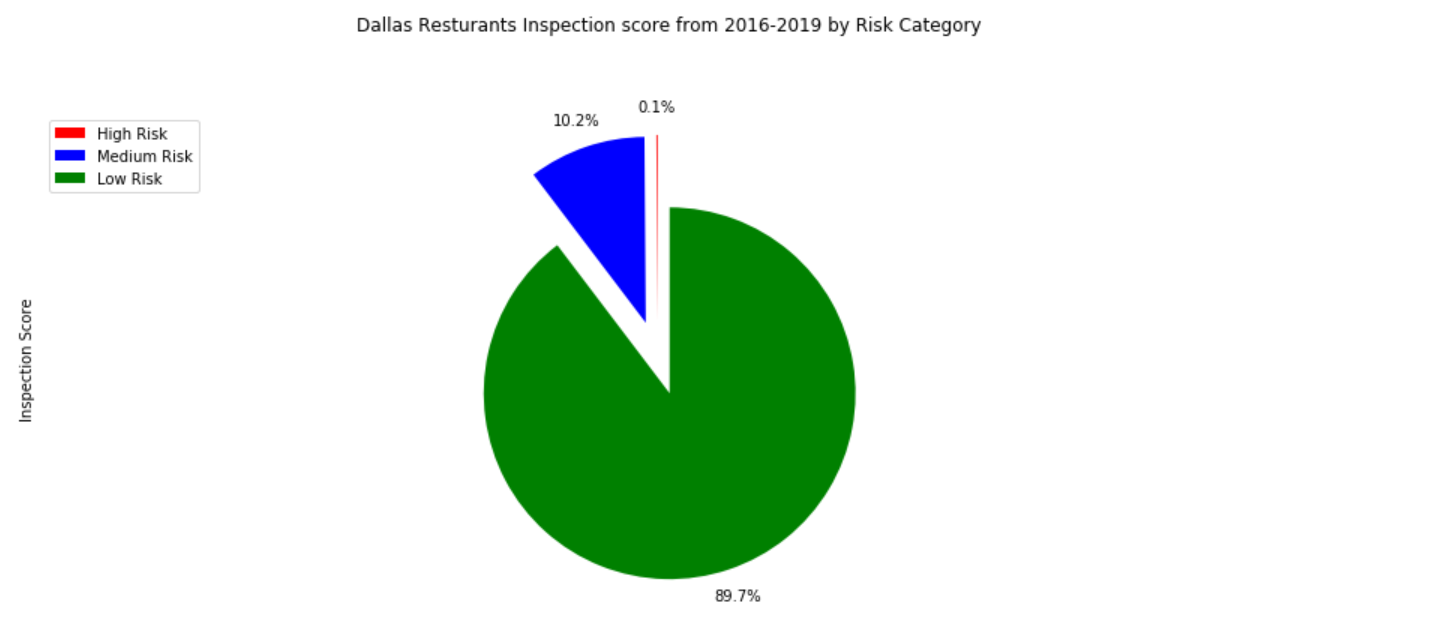 Dallas Resturants Inspection score from 2016-2019 by Risk Category
0.1%
10.2%
High Risk
Medium Risk
Low Risk
Inspection Score
89.7%